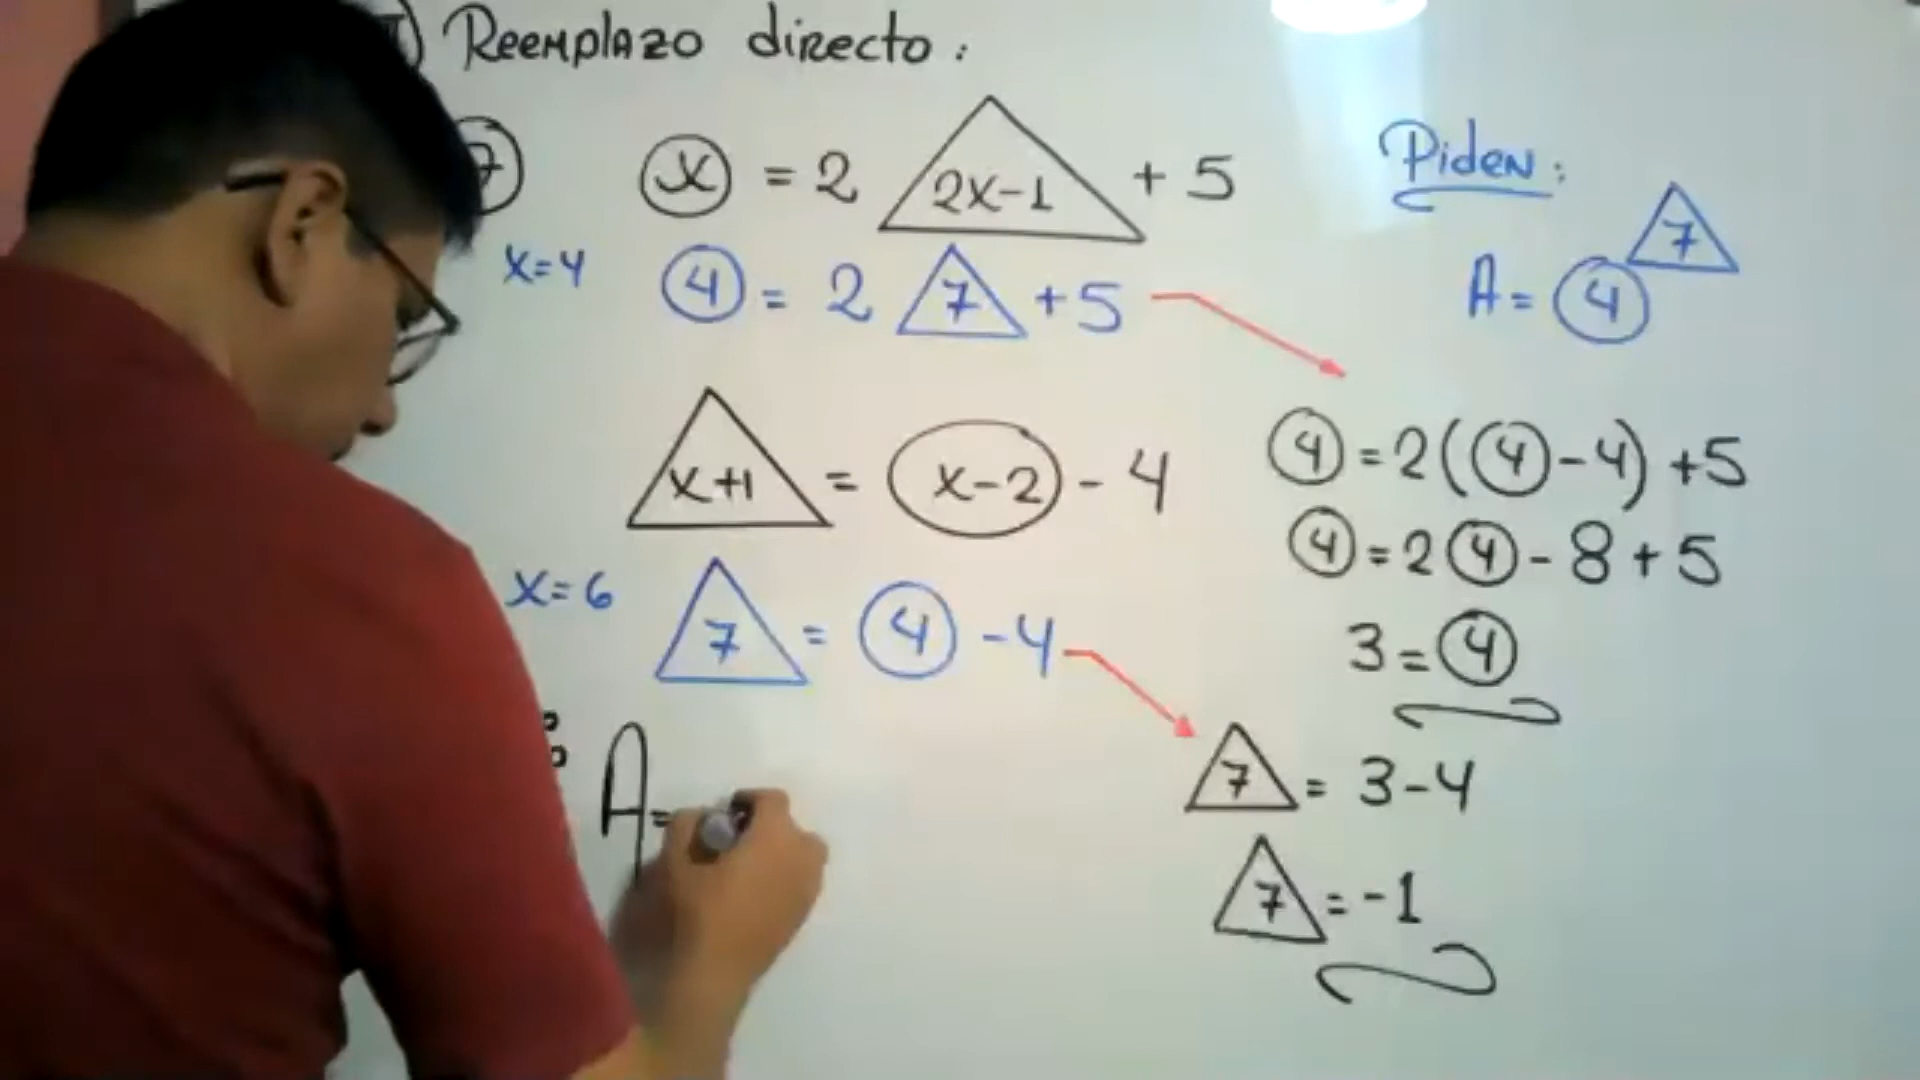 ) Reemplazo directo:
7
x = 2 2x-1 + 5
x=4 4 = 2 7 +5
x+1 = x-2 - 4
x=6 7 = 4 -4
∴ A=
Piden:
A= 4 7
4 = 2(4 - 4) +5
4 = 2 4 - 8 + 5
3 = 4
7 = 3-4
7 = -1